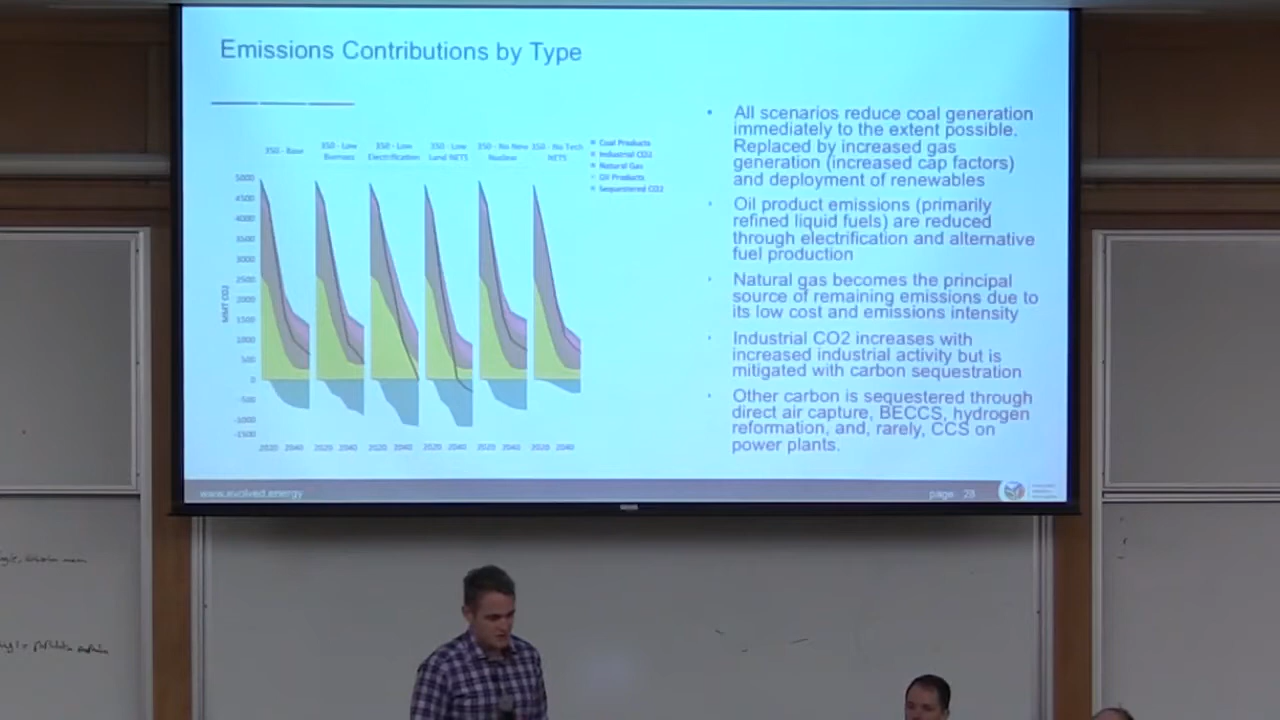 Emissions Contributions by Type
350 - Base
350 - Low
Biomass
350 - Low
Electrification
350 - Low
Land NETS
350 - No New
Nuclear
350 - No Tech
NETS
Coal Products
Industrial CO2
Natural Gas
Oil Products
Sequestered CO2
MMT CO2
5000
4500
4000
3500
3000
2500
2000
1500
1000
500
0
-500
-1000
-1500
2020 2040 2020 2040 2020 2040 2020 2040 2020 2040 2020 2040
• All scenarios reduce coal generation
immediately to the extent possible.
Replaced by increased gas
generation (increased cap factors)
and deployment of renewables
• Oil product emissions (primarily
refined liquid fuels) are reduced
through electrification and alternative
fuel production
• Natural gas becomes the principal
source of remaining emissions due to
its low cost and emissions intensity
• Industrial CO2 increases with
increased industrial activity but is
mitigated with carbon sequestration
• Other carbon is sequestered through
direct air capture, BECCS, hydrogen
reformation, and, rarely, CCS on
power plants.
www.evolved.energy
page 28